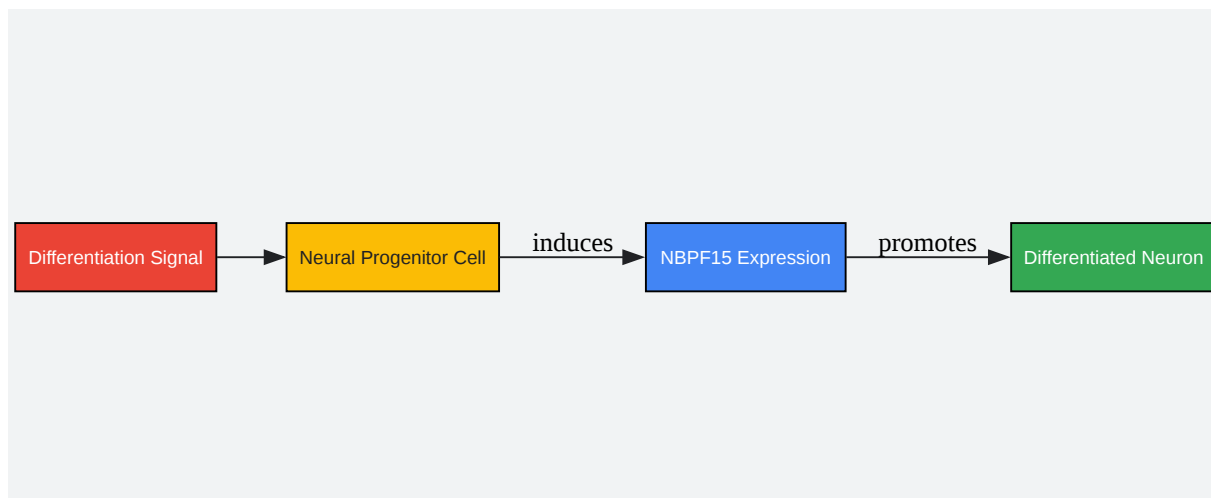 Differentiation Signal
Neural Progenitor Cell
induces
NBPF15 Expression
promotes
Differentiated Neuron